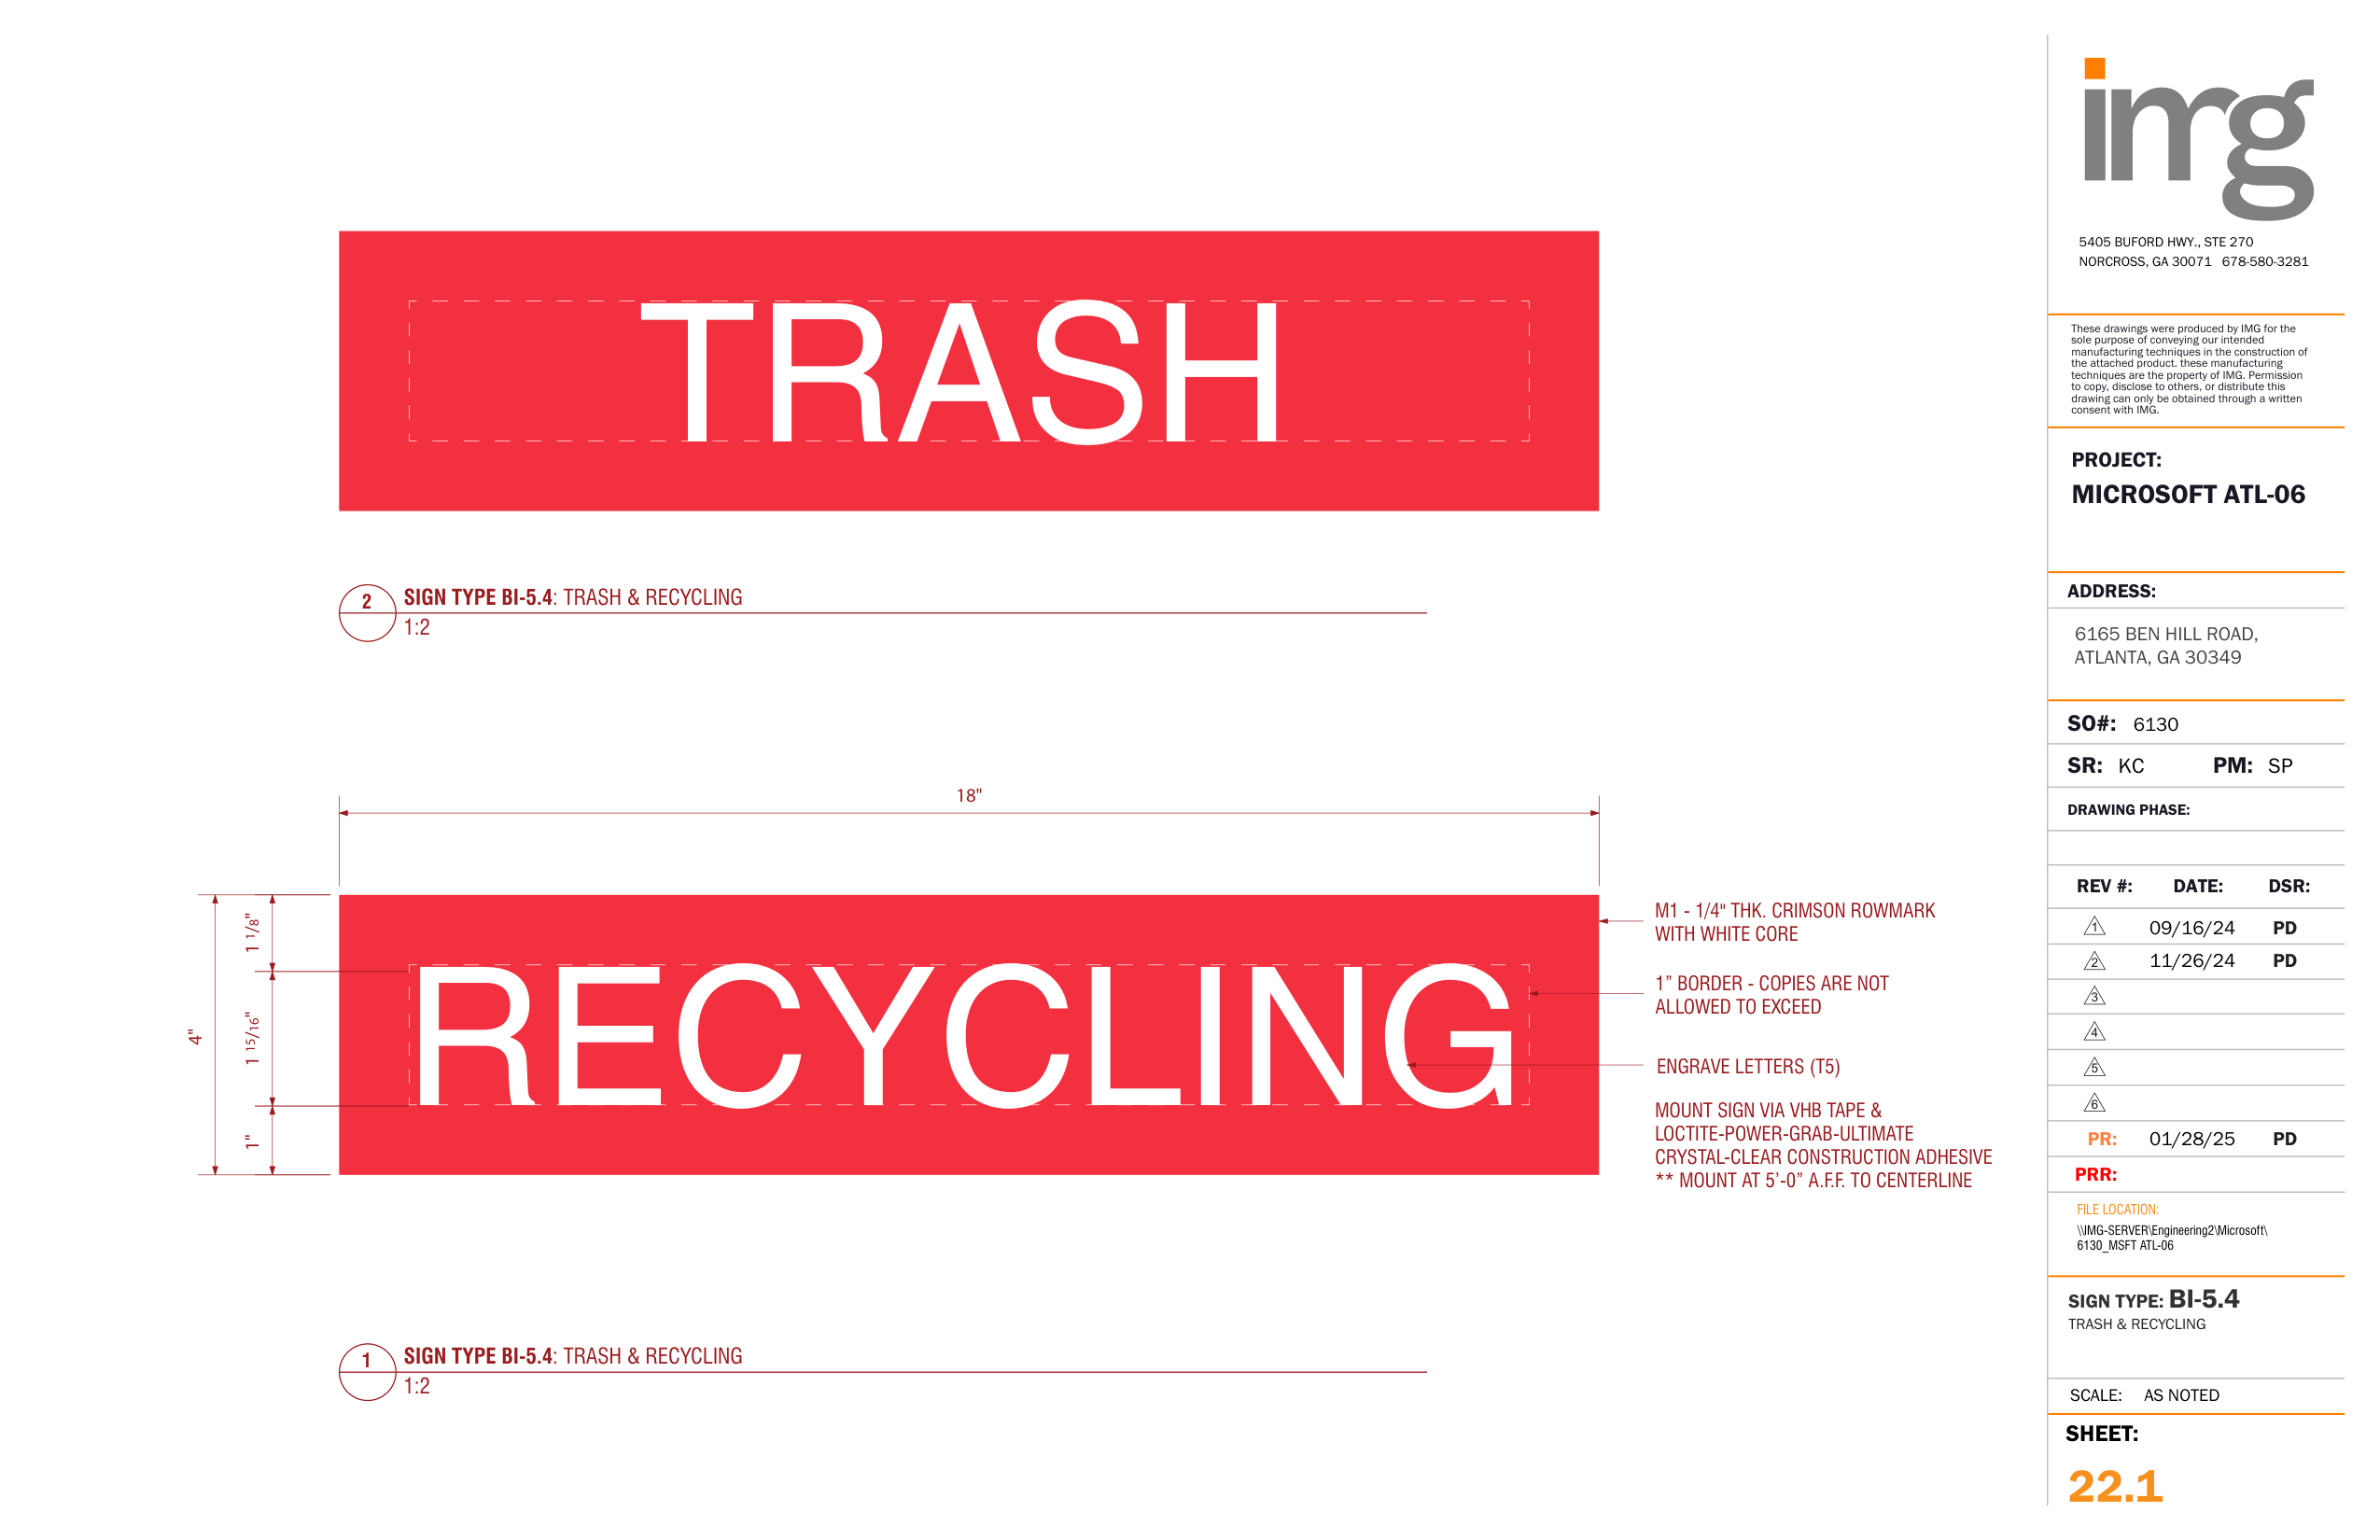 TRASH
2
SIGN TYPE BI-5.4: TRASH & RECYCLING
1:2
18"
4"
1 1/8"
1 15/16"
1"
RECYCLING
M1 - 1/4" THK. CRIMSON ROWMARK
WITH WHITE CORE
1” BORDER - COPIES ARE NOT
ALLOWED TO EXCEED
ENGRAVE LETTERS (T5)
MOUNT SIGN VIA VHB TAPE &
LOCTITE-POWER-GRAB-ULTIMATE
CRYSTAL-CLEAR CONSTRUCTION ADHESIVE
** MOUNT AT 5’-0” A.F.F. TO CENTERLINE
1
SIGN TYPE BI-5.4: TRASH & RECYCLING
1:2
img
5405 BUFORD HWY., STE 270
NORCROSS, GA 30071 678-580-3281
These drawings were produced by IMG for the
sole purpose of conveying our intended
manufacturing techniques in the construction of
the attached product. these manufacturing
techniques are the property of IMG. Permission
to copy, disclose to others, or distribute this
drawing can only be obtained through a written
consent with IMG.
PROJECT:
MICROSOFT ATL-06
ADDRESS:
6165 BEN HILL ROAD,
ATLANTA, GA 30349
SO#: 6130
SR: KC PM: SP
DRAWING PHASE:
REV #: DATE: DSR:
1 09/16/24 PD
2 11/26/24 PD
3
4
5
6
PR: 01/28/25 PD
PRR:
FILE LOCATION:
\\IMG-SERVER\Engineering2\Microsoft\
6130_MSFT ATL-06
SIGN TYPE: BI-5.4
TRASH & RECYCLING
SCALE: AS NOTED
SHEET:
22.1